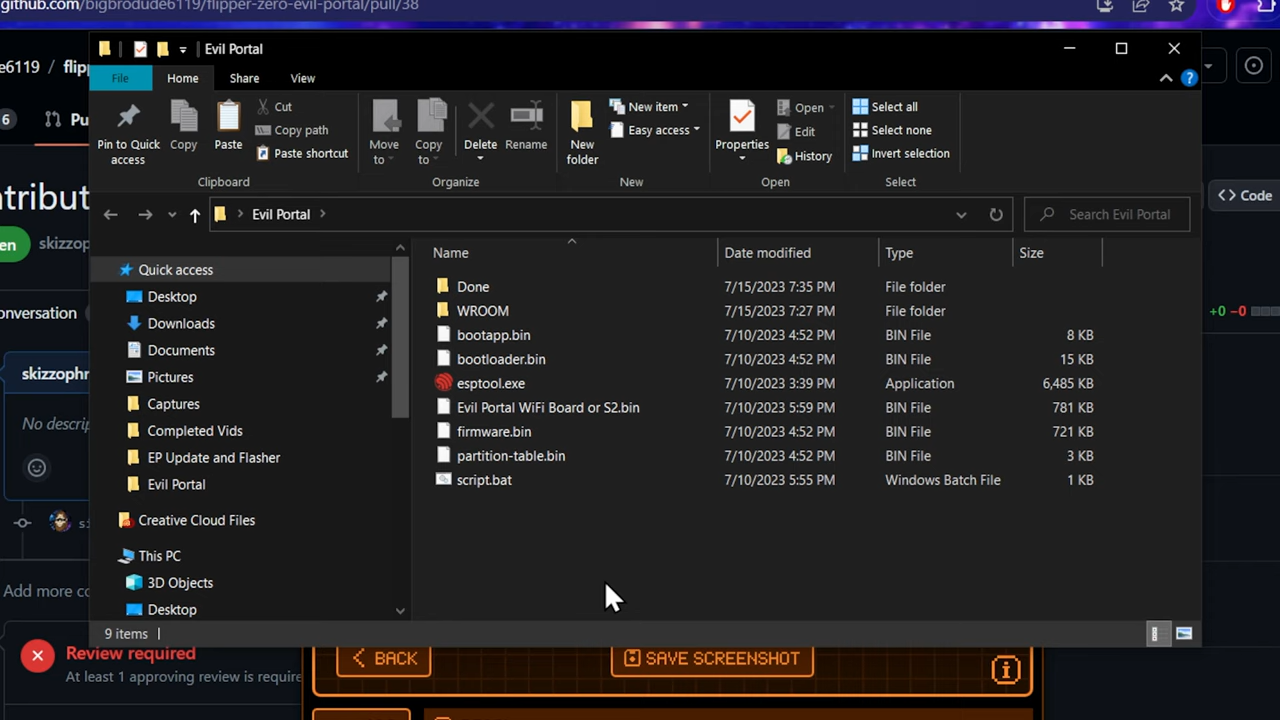 github.com/bigbrodude6119/flipper-zero-evil-portal/pull/38
Evil Portal
e6119 / flipp
File Home Share View
6 Pu
Pin to Quick access
Copy
Paste
Cut
Copy path
Paste shortcut
Move to
Copy to
Delete
Rename
New folder
New item
Easy access
Properties
Open
Edit
History
Select all
Select none
Invert selection
Clipboard Organize New Open Select
ntribut
<> Code
Evil Portal
Search Evil Portal
en skizzop
Name Date modified Type Size
Quick access
Desktop
Downloads
Documents
Pictures
Captures
Completed Vids
EP Update and Flasher
Evil Portal
Creative Cloud Files
This PC
3D Objects
Desktop
Done 7/15/2023 7:35 PM File folder
WROOM 7/15/2023 7:27 PM File folder
bootapp.bin 7/10/2023 4:52 PM BIN File 8 KB
bootloader.bin 7/10/2023 4:52 PM BIN File 15 KB
esptool.exe 7/10/2023 3:39 PM Application 6,485 KB
Evil Portal WiFi Board or S2.bin 7/10/2023 5:59 PM BIN File 781 KB
firmware.bin 7/10/2023 4:52 PM BIN File 721 KB
partition-table.bin 7/10/2023 4:52 PM BIN File 3 KB
script.bat 7/10/2023 5:55 PM Windows Batch File 1 KB
onversation
+0 −0
skizzophr
No descrip
Add more co
9 items
Review required
At least 1 approving review is require
BACK
SAVE SCREENSHOT